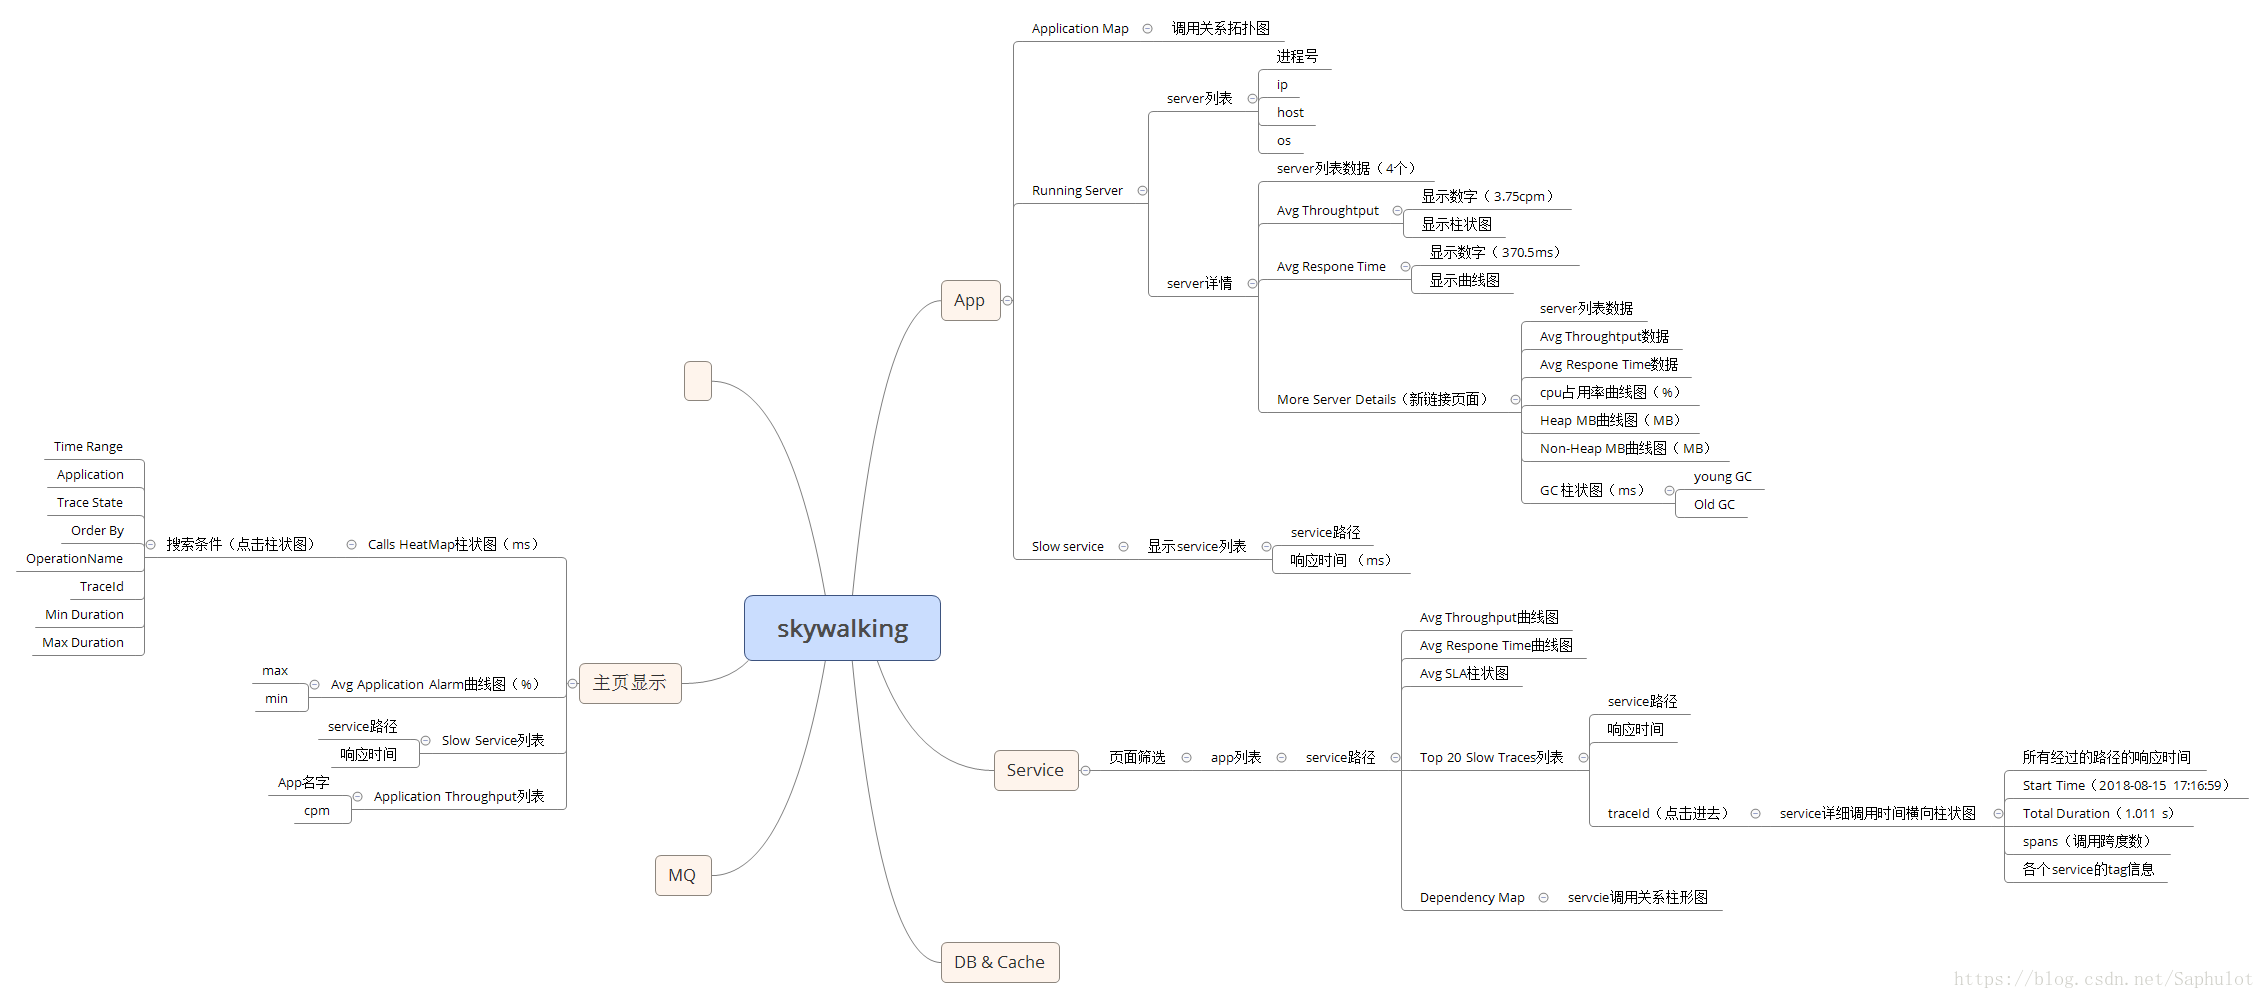 skywalking
App
Application Map
调用关系拓扑图
Running Server
server列表
进程号
ip
host
os
server详情
server列表数据（4个）
Avg Throughtput
显示数字（3.75cpm）
显示柱状图
Avg Respone Time
显示数字（370.5ms）
显示曲线图
More Server Details（新链接页面）
server列表数据
Avg Throughtput数据
Avg Respone Time数据
cpu占用率曲线图（%）
Heap MB曲线图（MB）
Non-Heap MB曲线图（MB）
GC柱状图（ms）
young GC
Old GC
Slow service
显示service列表
service路径
响应时间 （ms）
Service
页面筛选
app列表
service路径
Avg Throughput曲线图
Avg Respone Time曲线图
Avg SLA柱状图
Top 20 Slow Traces列表
service路径
响应时间
traceId（点击进去）
service详细调用时间横向柱状图
所有经过的路径的响应时间
Start Time（2018-08-15 17:16:59）
Total Duration（1.011 s）
spans（调用跨度数）
各个service的tag信息
Dependency Map
servcie调用关系柱形图
DB & Cache
MQ
主页显示
Calls HeatMap柱状图（ms）
搜索条件（点击柱状图）
Time Range
Application
Trace State
Order By
OperationName
TraceId
Min Duration
Max Duration
Avg Application Alarm曲线图（%）
max
min
Slow Service列表
service路径
响应时间
Application Throughput列表
App名字
cpm
https://blog.csdn.net/Saphulot